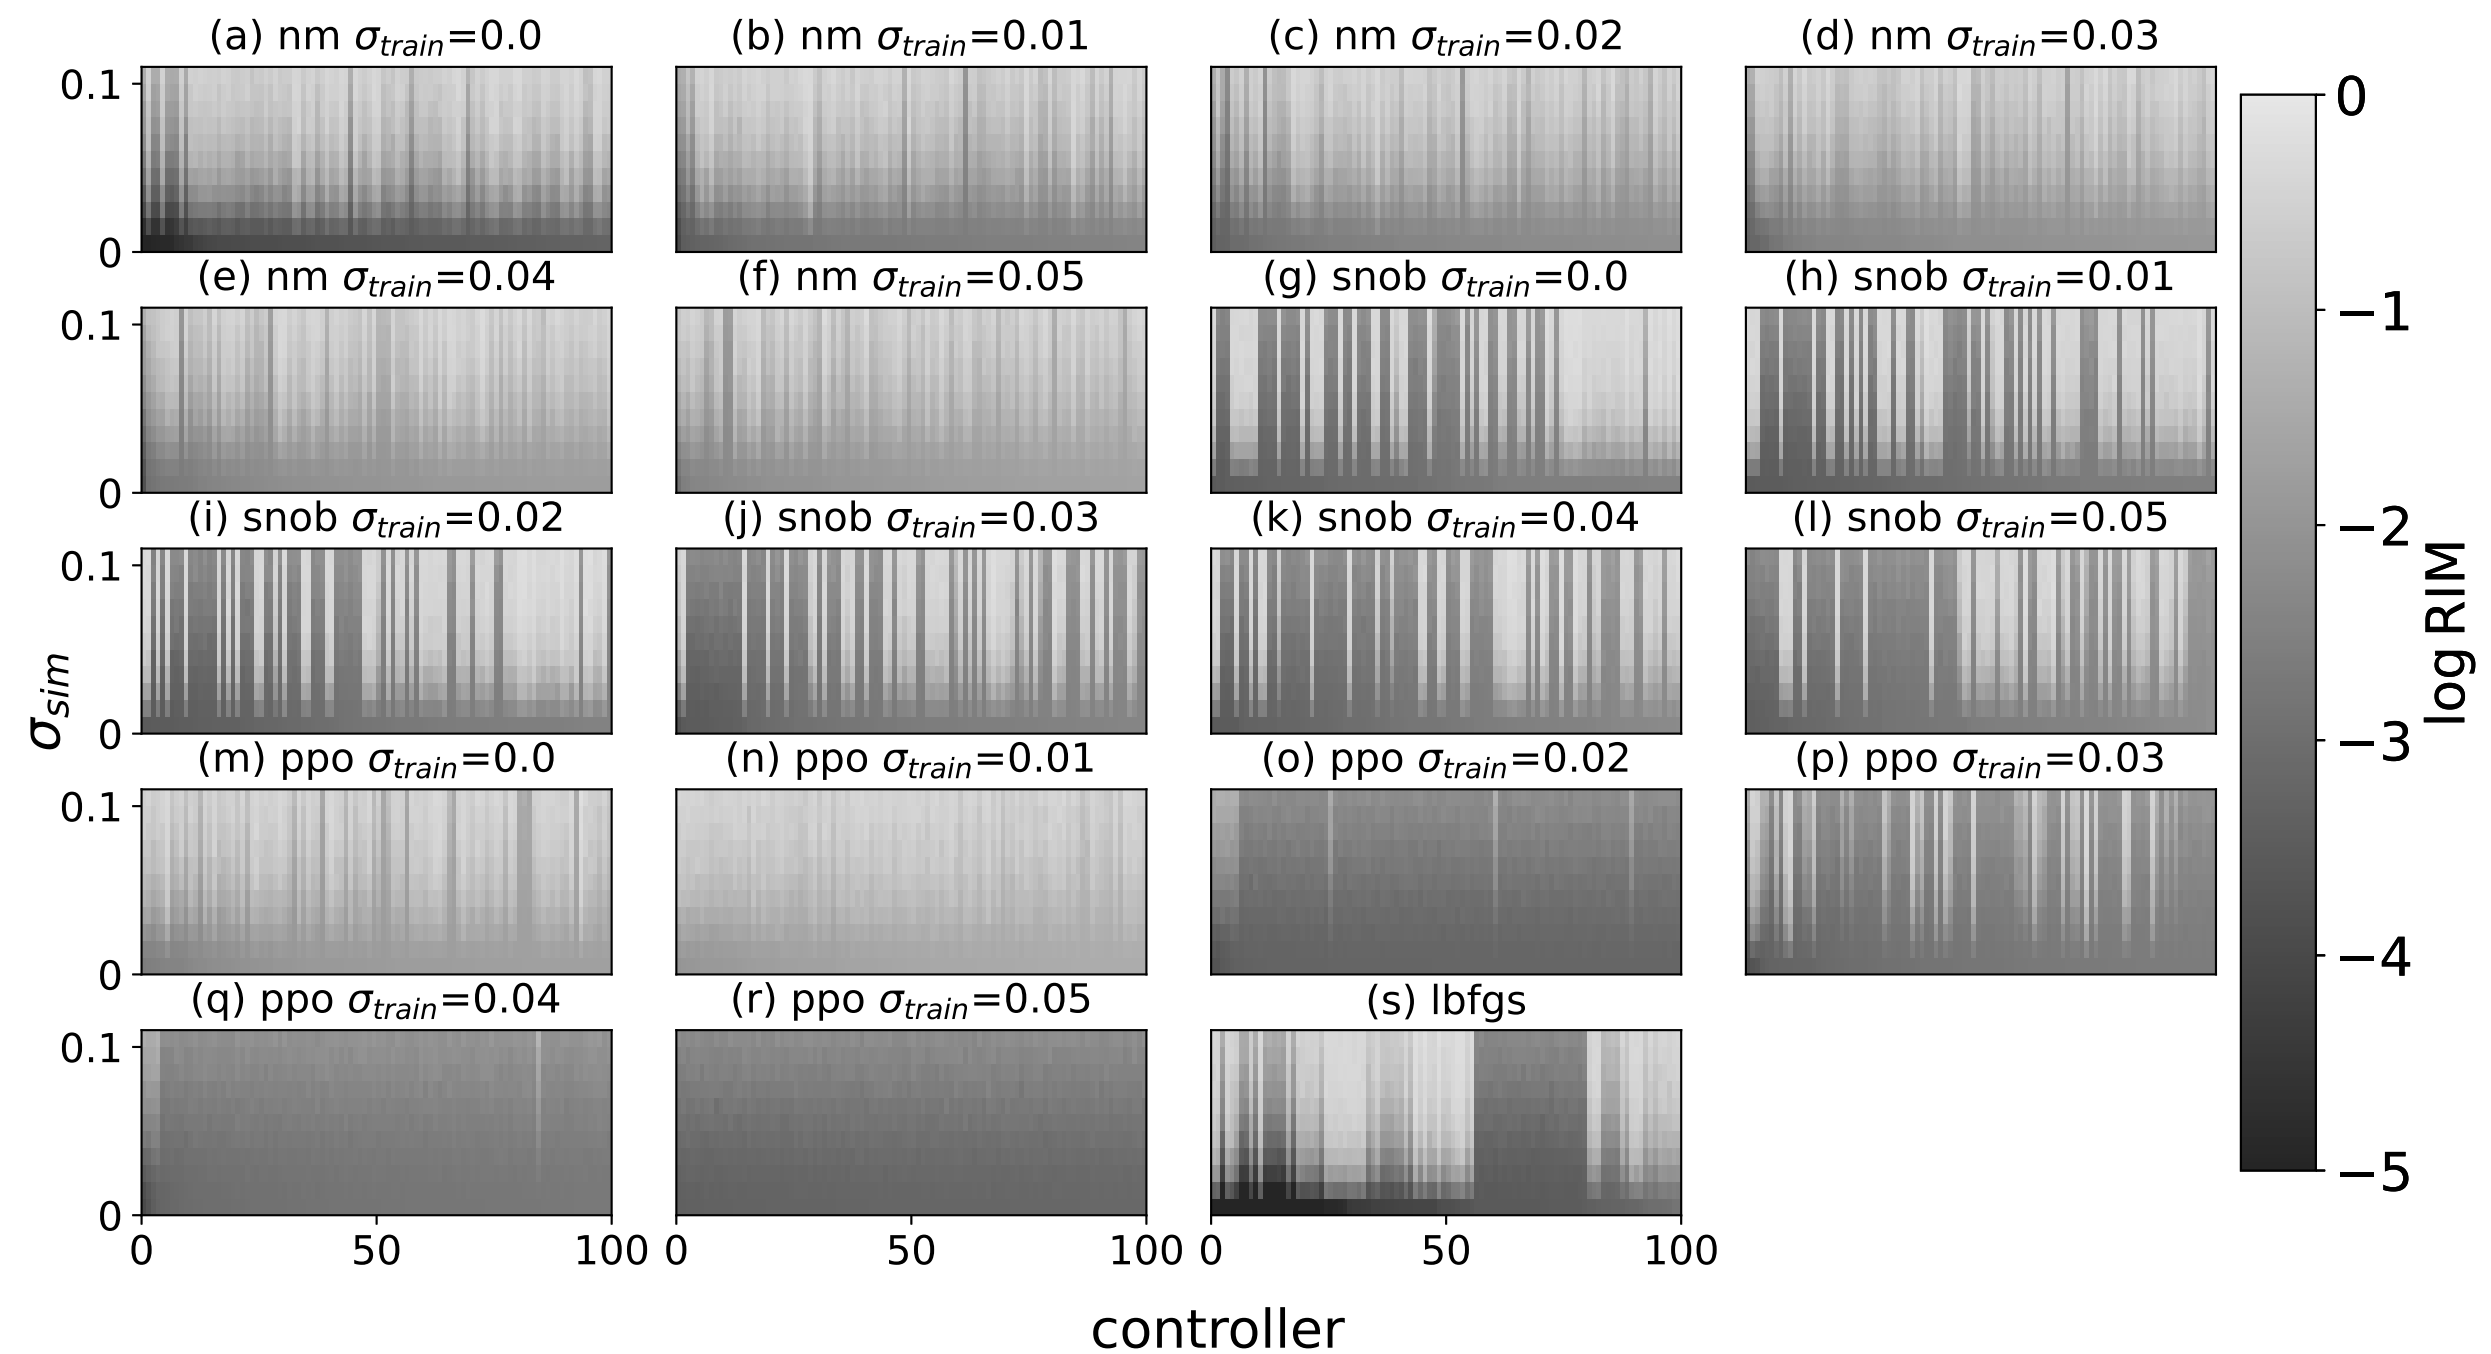 (a) nm σtrain=0.0
(b) nm σtrain=0.01
(c) nm σtrain=0.02
(d) nm σtrain=0.03
0.1
0
(e) nm σtrain=0.04
(f) nm σtrain=0.05
(g) snob σtrain=0.0
(h) snob σtrain=0.01
0.1
0
(i) snob σtrain=0.02
(j) snob σtrain=0.03
(k) snob σtrain=0.04
(l) snob σtrain=0.05
0.1
0
(m) ppo σtrain=0.0
(n) ppo σtrain=0.01
(o) ppo σtrain=0.02
(p) ppo σtrain=0.03
0.1
0
(q) ppo σtrain=0.04
(r) ppo σtrain=0.05
(s) lbfgs
0.1
0
0 50 100
0 50 100
0 50 100
σsim
controller
0
−1
−2
−3
−4
−5
log RIM